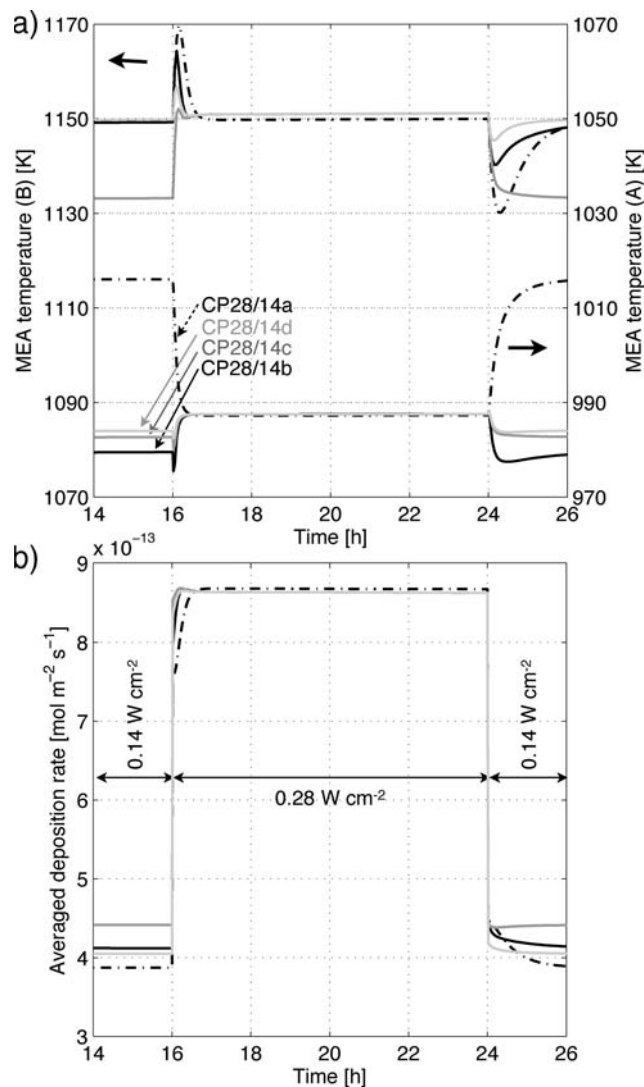 a)
1170
1150
1130
1110
1090
1070
MEA temperature (B) [K]
1070
1050
1030
1010
990
970
MEA temperature (A) [K]
CP28/14a
CP28/14d
CP28/14c
CP28/14b
14 16 18 20 22 24 26
Time [h]
b)
x 10⁻¹³
9
8
7
6
5
4
3
Averaged deposition rate [mol m⁻² s⁻¹]
0.14 W cm⁻²
0.28 W cm⁻²
0.14 W cm⁻²
14 16 18 20 22 24 26
Time [h]